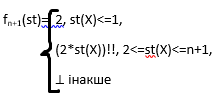 fn+1(st)= 2, st(X)<=1,
(2*st(X))!!, 2<=st(X)<=n+1,
⊥ інакше